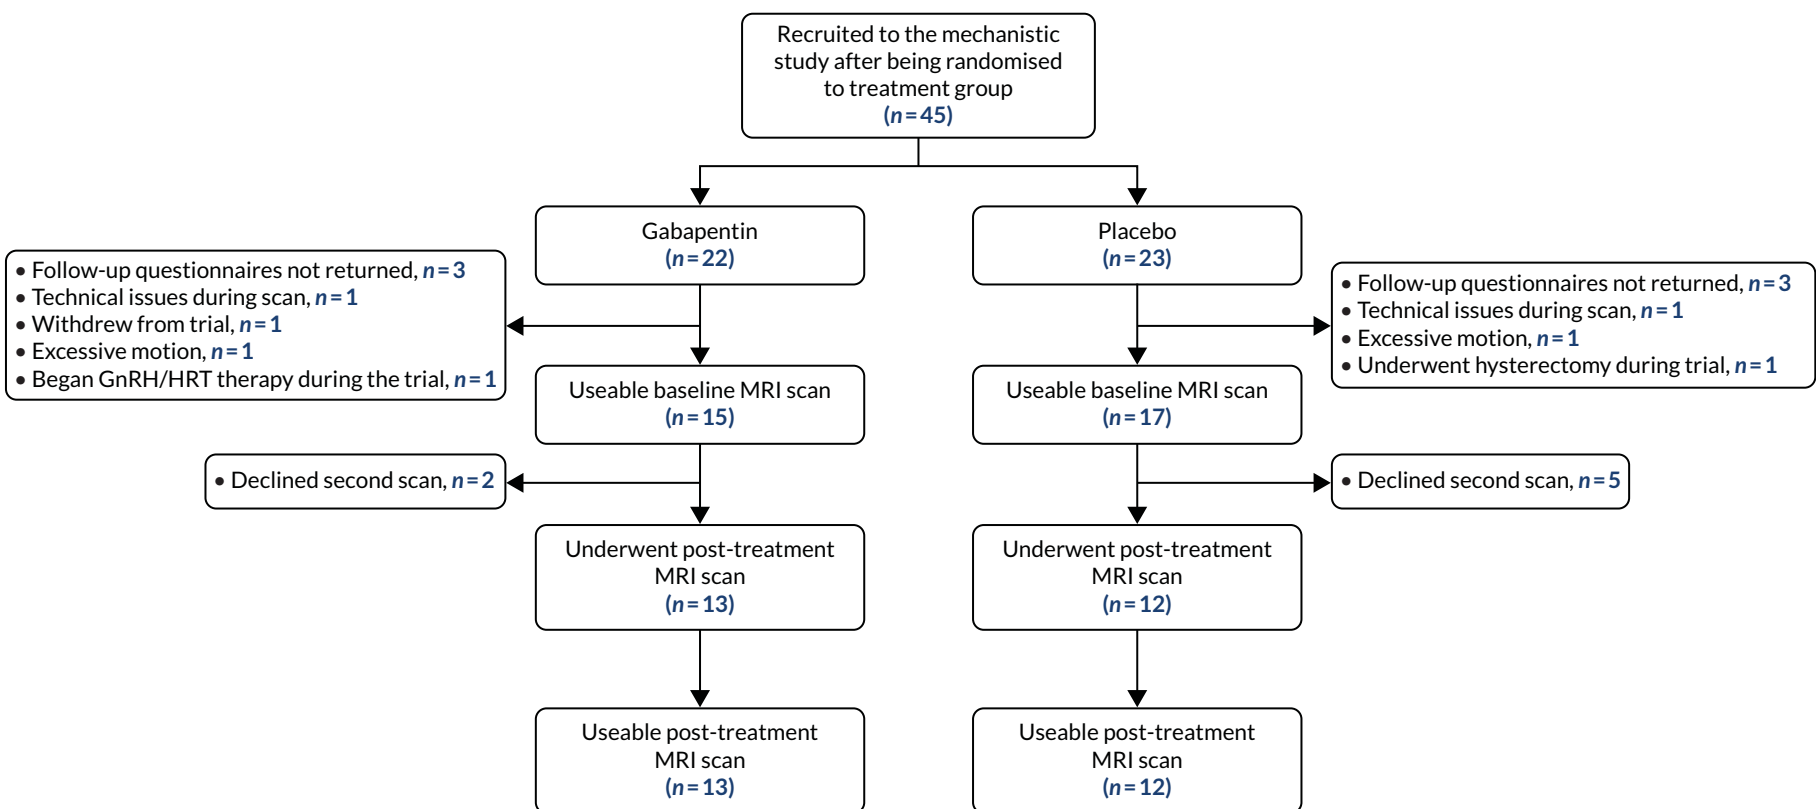 Recruited to the mechanistic
study after being randomised
to treatment group
(n=45)
Gabapentin
(n=22)
Placebo
(n=23)
• Follow-up questionnaires not returned, n=3
• Technical issues during scan, n=1
• Withdrew from trial, n=1
• Excessive motion, n=1
• Began GnRH/HRT therapy during the trial, n=1
• Follow-up questionnaires not returned, n=3
• Technical issues during scan, n=1
• Excessive motion, n=1
• Underwent hysterectomy during trial, n=1
Useable baseline MRI scan
(n=15)
Useable baseline MRI scan
(n=17)
• Declined second scan, n=2
• Declined second scan, n=5
Underwent post-treatment
MRI scan
(n=13)
Underwent post-treatment
MRI scan
(n=12)
Useable post-treatment
MRI scan
(n=13)
Useable post-treatment
MRI scan
(n=12)